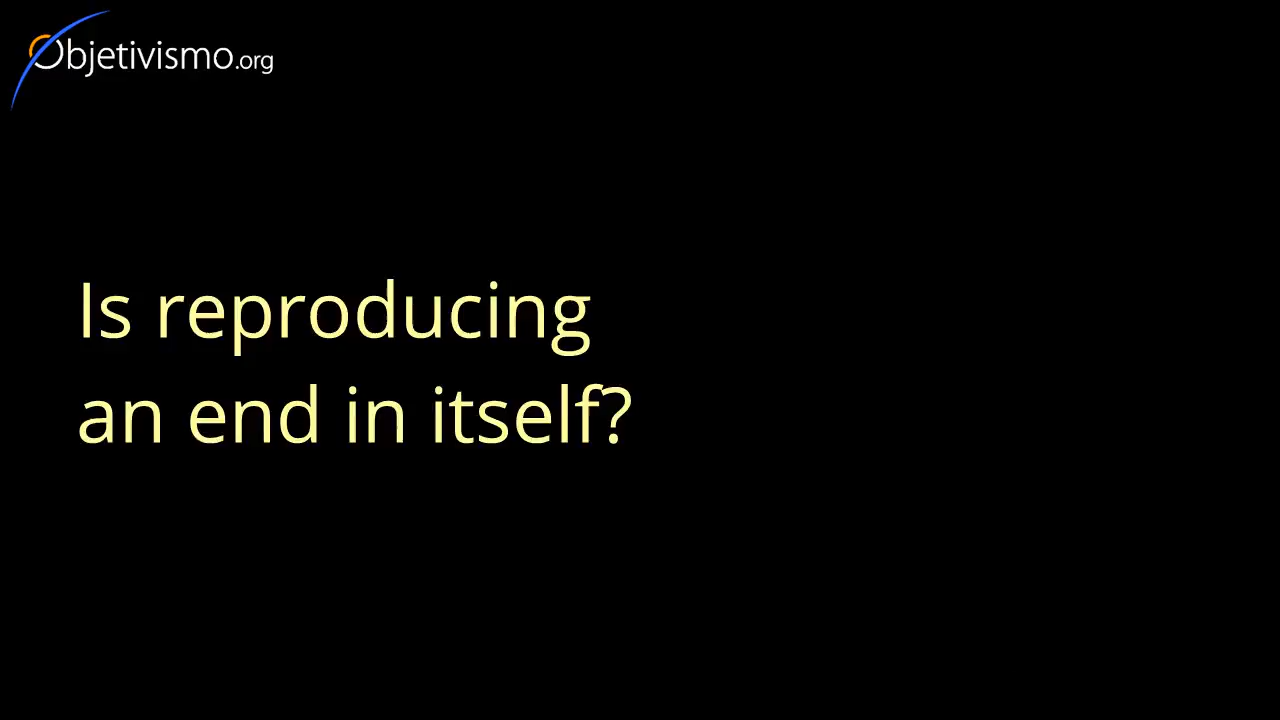 Objetivismo.org
Is reproducing
an end in itself?